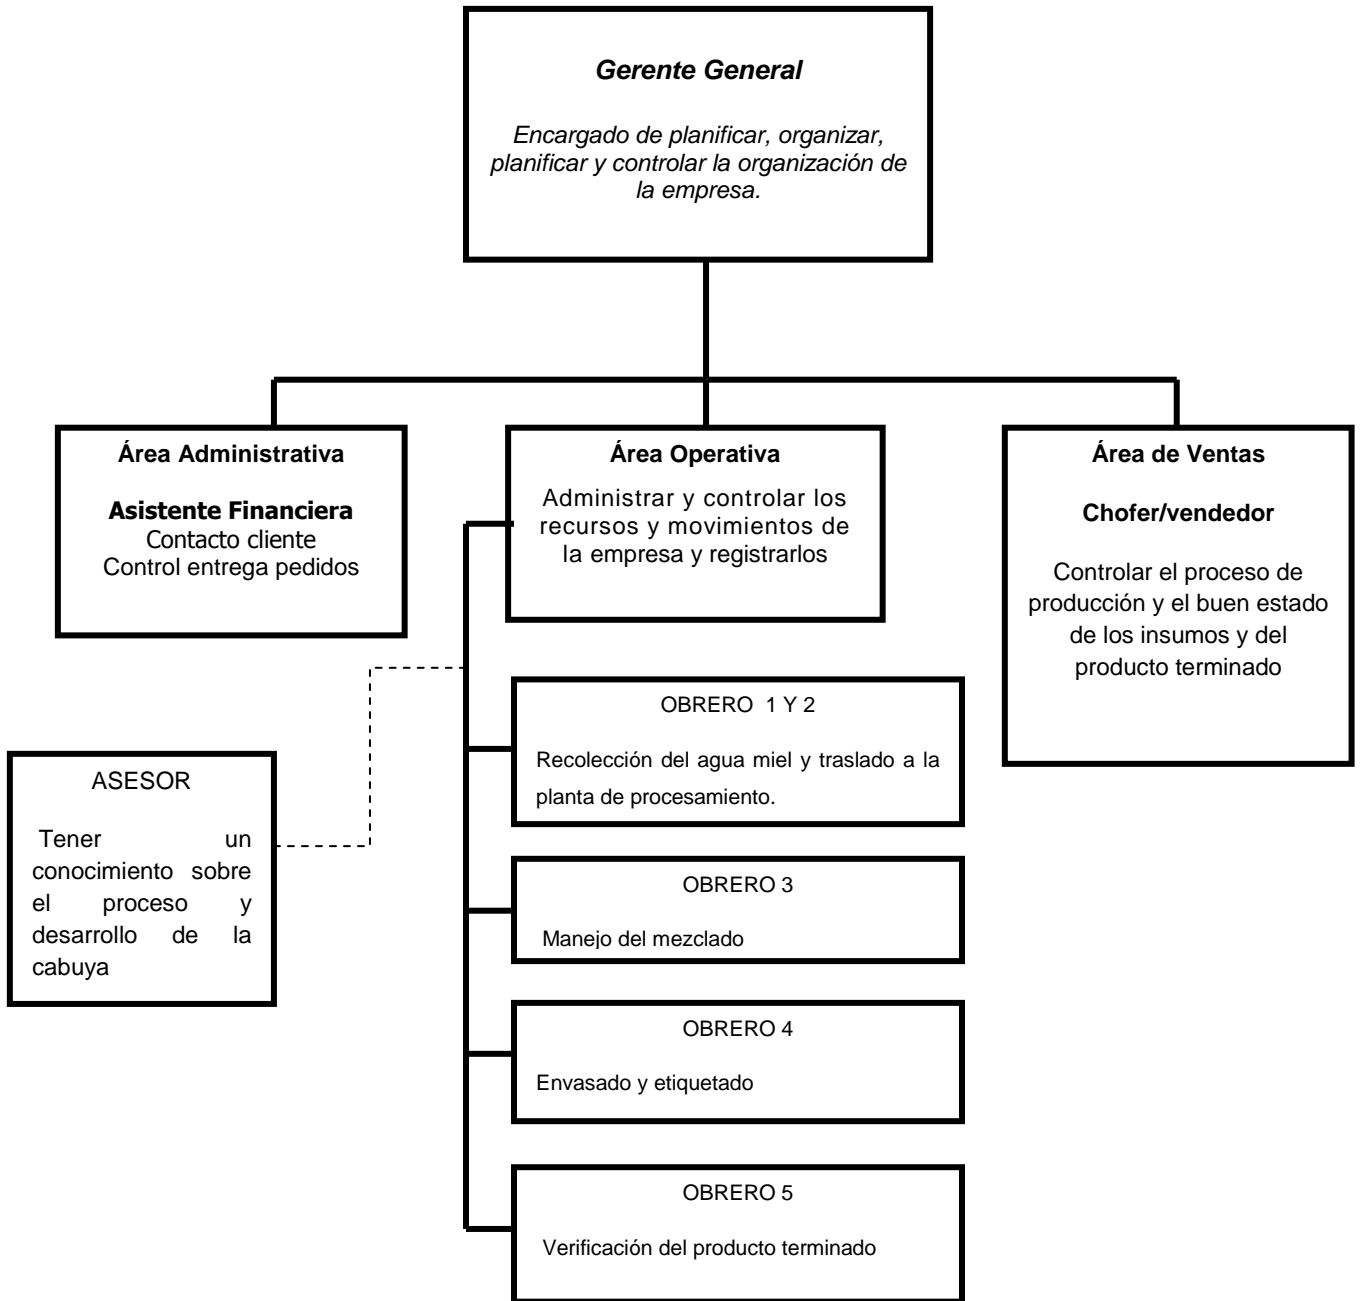 Gerente General
Encargado de planificar, organizar,
planificar y controlar la organización de
la empresa.
Área Administrativa
Asistente Financiera
Contacto cliente
Control entrega pedidos
Área Operativa
Administrar y controlar los
recursos y movimientos de
la empresa y registrarlos
Área de Ventas
Chofer/vendedor
Controlar el proceso de
producción y el buen estado
de los insumos y del
producto terminado
ASESOR
Tener un
conocimiento sobre
el proceso y
desarrollo de la
cabuya
OBRERO 1 Y 2
Recolección del agua miel y traslado a la
planta de procesamiento.
OBRERO 3
Manejo del mezclado
OBRERO 4
Envasado y etiquetado
OBRERO 5
Verificación del producto terminado